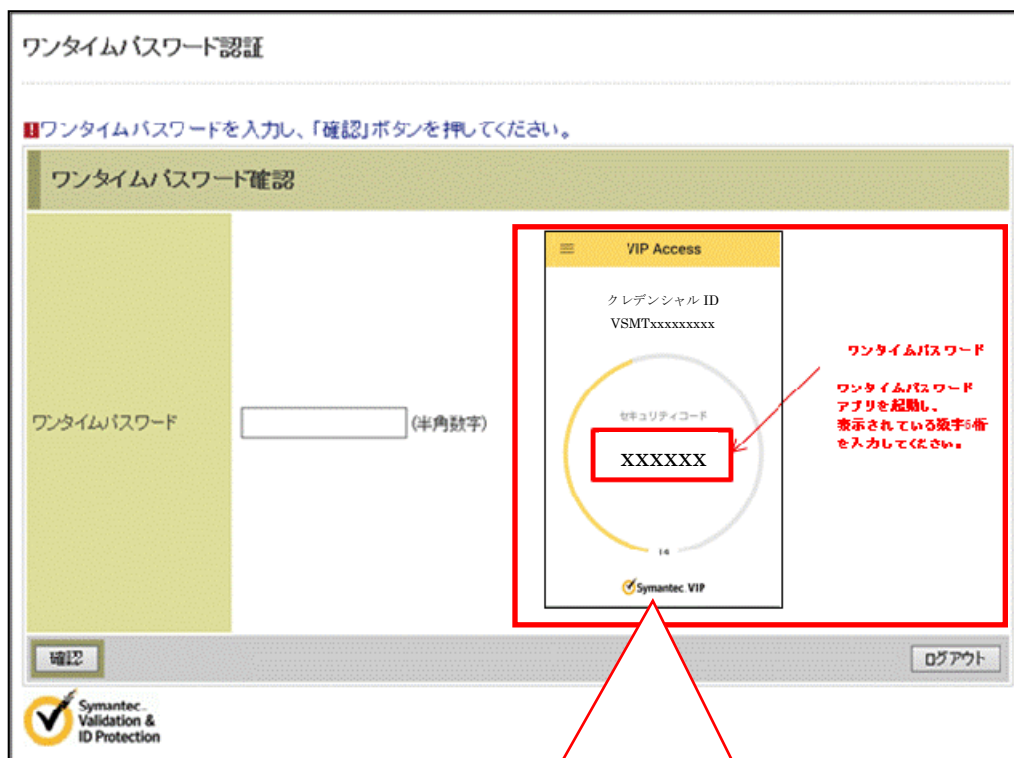 ワンタイムパスワード認証
ワンタイムパスワードを入力し、「確認」ボタンを押してください。
ワンタイムパスワード確認
ワンタイムパスワード
(半角数字)
VIP Access
クレデンシャル ID
VSMTxxxxxxxxx
セキュリティコード
XXXXXX
16
Symantec. VIP
ワンタイムパスワード
ワンタイムパスワード
アプリを起動し、
表示されている数字6桁
を入力してください。
確認
ログアウト
Symantec.
Validation &
ID Protection